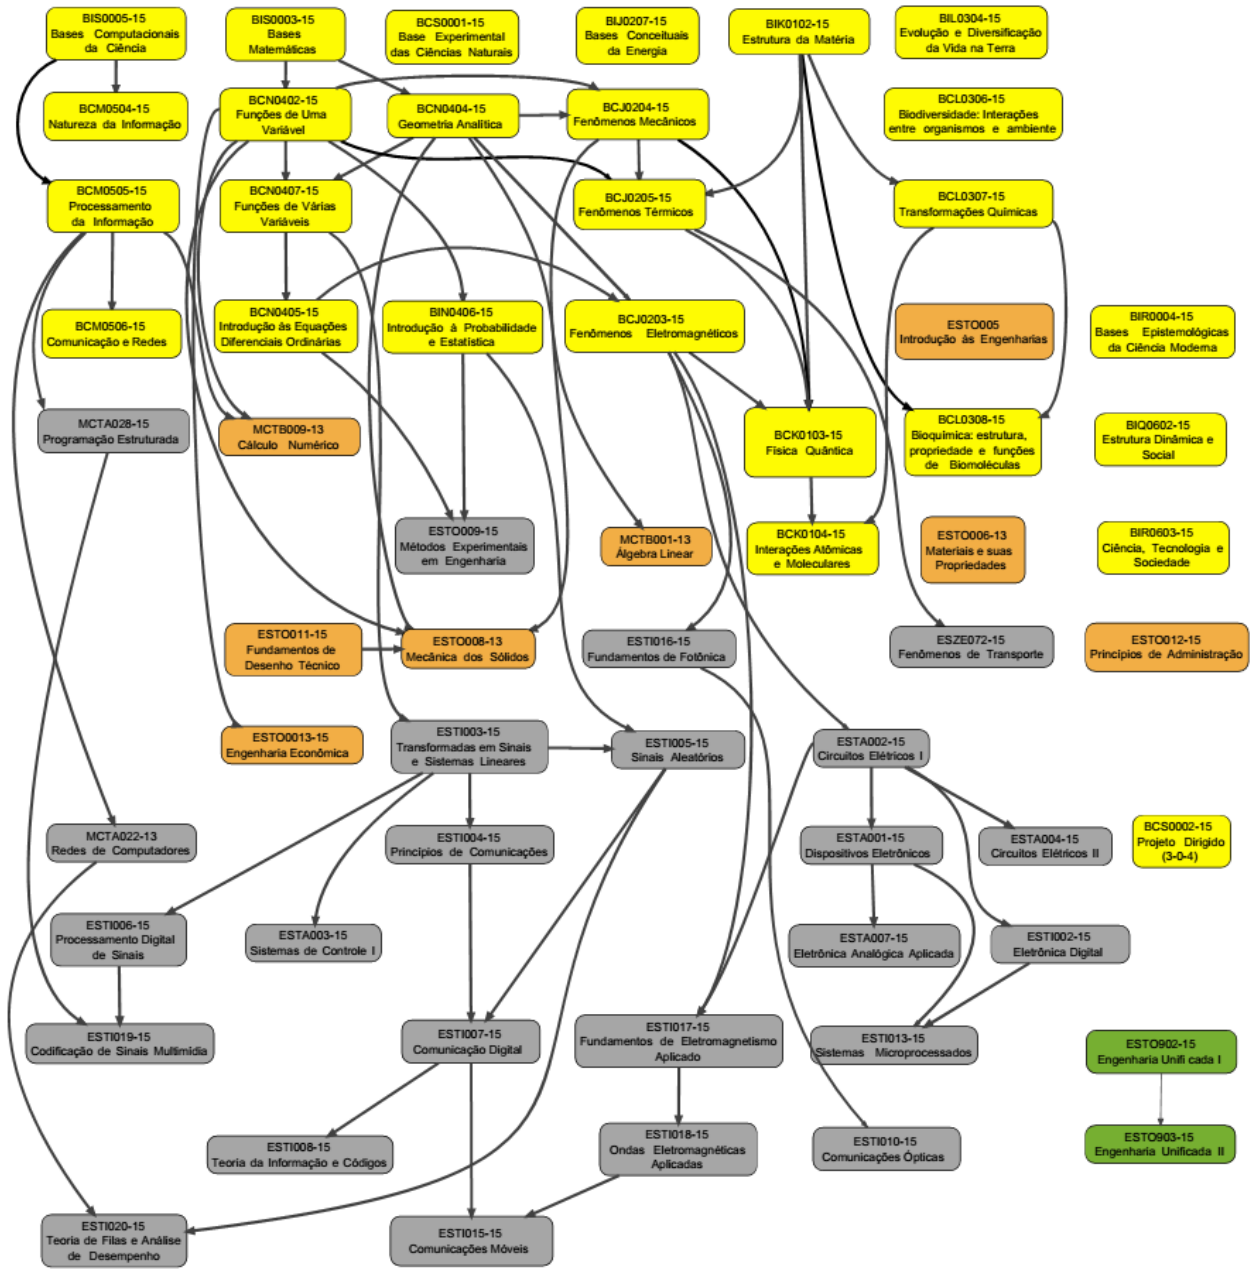 BIS0005-15
Bases Computacionais
da Ciência
BIS0003-15
Bases
Matemáticas
BCS0001-15
Base Experimental
das Ciências Naturais
BIJ0207-15
Bases Conceituais
da Energia
BIK0102-15
Estrutura da Matéria
BIL0304-15
Evolução e Diversificação
da Vida na Terra
BCM0504-15
Natureza da Informação
BCN0402-15
Funções de Uma
Variável
BCN0404-15
Geometria Analítica
BCJ0204-15
Fenômenos Mecânicos
BCL0306-15
Biodiversidade: Interações
entre organismos e ambiente
BCM0505-15
Processamento
da Informação
BCN0407-15
Funções de Várias
Variáveis
BCJ0205-15
Fenômenos Térmicos
BCL0307-15
Transformações Químicas
BCM0506-15
Comunicação e Redes
BCN0405-15
Introdução às Equações
Diferenciais Ordinárias
BIN0406-15
Introdução à Probabilidade
e Estatística
BCJ0203-15
Fenômenos Eletromagnéticos
ESTO005
Introdução às Engenharias
BIR0004-15
Bases Epistemológicas
da Ciência Moderna
MCTA028-15
Programação Estruturada
MCTB009-13
Cálculo Numérico
BCK0103-15
Física Quântica
BCL0308-15
Bioquímica: estrutura,
propriedade e funções
de Biomoléculas
BIQ0602-15
Estrutura Dinâmica e
Social
ESTO009-15
Métodos Experimentais
em Engenharia
MCTB001-13
Álgebra Linear
BCK0104-15
Interações Atômicas
e Moleculares
ESTO006-13
Materiais e suas
Propriedades
BIR0603-15
Ciência, Tecnologia e
Sociedade
ESTO011-15
Fundamentos de
Desenho Técnico
ESTO008-13
Mecânica dos Sólidos
ESTI016-15
Fundamentos de Fotônica
ESZE072-15
Fenômenos de Transporte
ESTO012-15
Princípios de Administração
ESTO0013-15
Engenharia Econômica
ESTI003-15
Transformadas em Sinais
e Sistemas Lineares
ESTI005-15
Sinais Aleatórios
ESTA002-15
Circuitos Elétricos I
MCTA022-13
Redes de Computadores
ESTI004-15
Princípios de Comunicações
ESTA001-15
Dispositivos Eletrônicos
ESTA004-15
Circuitos Elétricos II
BCS0002-15
Projeto Dirigido
(3-0-4)
ESTI006-15
Processamento Digital
de Sinais
ESTA003-15
Sistemas de Controle I
ESTA007-15
Eletrônica Analógica Aplicada
ESTI002-15
Eletrônica Digital
ESTI019-15
Codificação de Sinais Multimídia
ESTI007-15
Comunicação Digital
ESTI017-15
Fundamentos de Eletromagnetismo
Aplicado
ESTI013-15
Sistemas Microprocessados
ESTO902-15
Engenharia Unifi cada I
ESTI008-15
Teoria da Informação e Códigos
ESTI018-15
Ondas Eletromagnéticas
Aplicadas
ESTI010-15
Comunicações Ópticas
ESTO903-15
Engenharia Unificada II
ESTI020-15
Teoria de Filas e Análise
de Desempenho
ESTI015-15
Comunicações Móveis